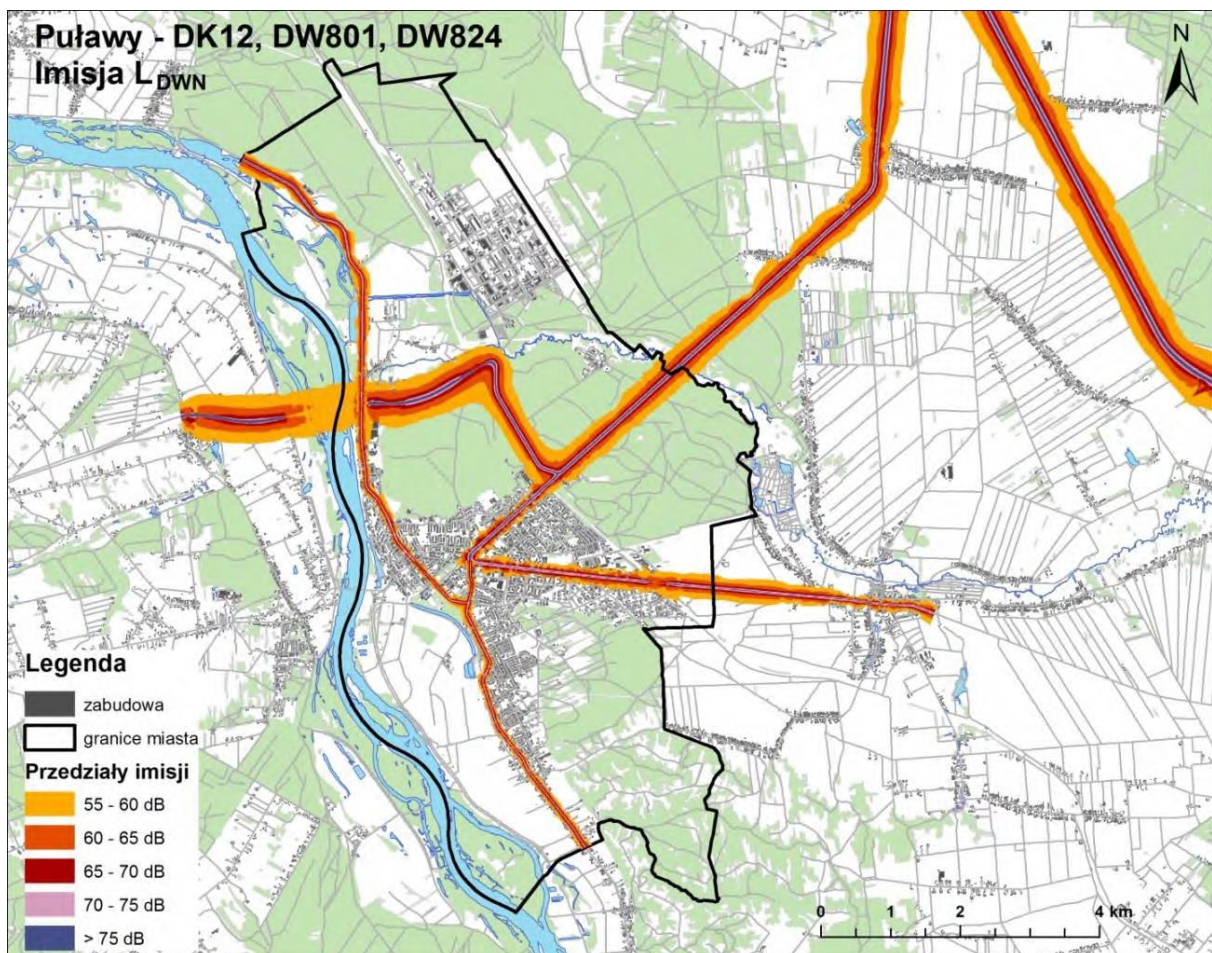 Puławy - DK12, DW801, DW824
Imisja LDWN
N
Legenda
zabudowa
granice miasta
Przedziały imisji
55 - 60 dB
60 - 65 dB
65 - 70 dB
70 - 75 dB
> 75 dB
0 1 2 4 km